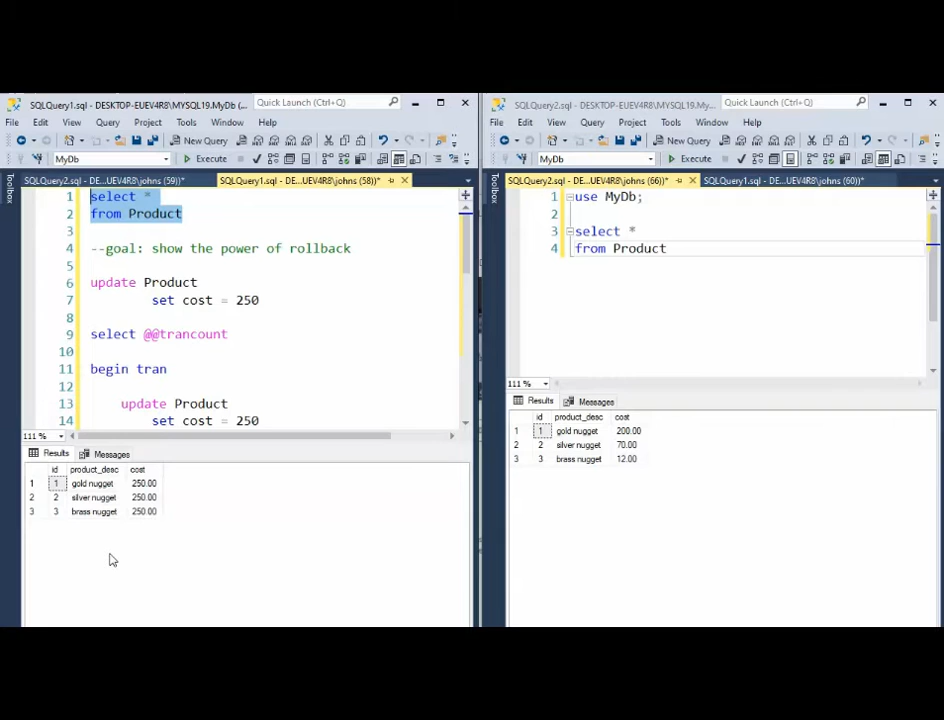 SQLQuery1.sql - DESKTOP-EUEV4R8\MYSQL19.MyDb (...
Quick Launch (Ctrl+Q)
File Edit View Query Project Tools Window Help
New Query
MyDb
Execute
Toolbox
SQLQuery2.sql - DE...UEV4R8\johns (59))*
SQLQuery1.sql - DE...UEV4R8\johns (58))*
1 select *
2 from Product
3
4 --goal: show the power of rollback
5
6 update Product
7 set cost = 250
8
9 select @@trancount
10
11 begin tran
12
13 update Product
14 set cost = 250
111 %
Results Messages
id product_desc cost
1 1 gold nugget 250.00
2 2 silver nugget 250.00
3 3 brass nugget 250.00
SQLQuery2.sql - DESKTOP-EUEV4R8\MYSQL19.My...
Quick Launch (Ctrl+Q)
File Edit View Query Project Tools Window Help
New Query
MyDb
Execute
Toolbox
SQLQuery2.sql - DE...UEV4R8\johns (66))*
SQLQuery1.sql - DE...UEV4R8\johns (60))*
1 use MyDb;
2
3 select *
4 from Product
111 %
Results Messages
id product_desc cost
1 1 gold nugget 200.00
2 2 silver nugget 70.00
3 3 brass nugget 12.00